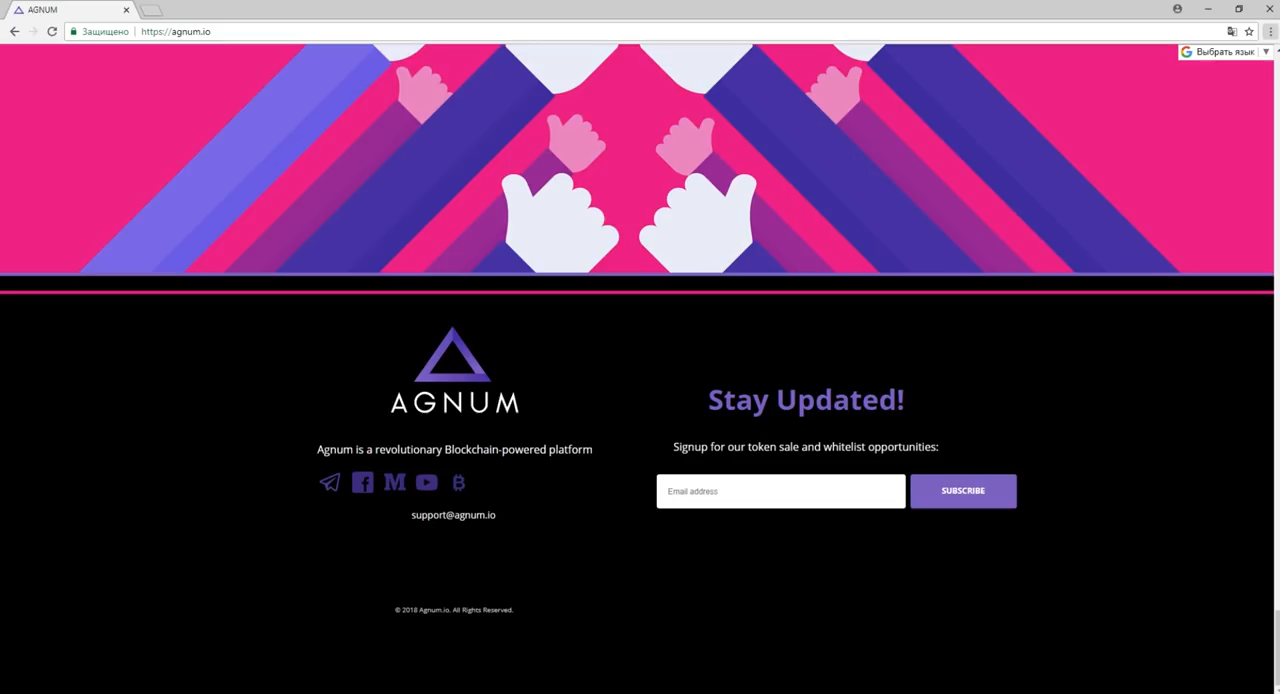 AGNUM
Защищено
https://agnum.io
Выбрать язык
AGNUM
Agnum is a revolutionary Blockchain-powered platform
support@agnum.io
© 2018 Agnum.io. All Rights Reserved.
Stay Updated!
Signup for our token sale and whitelist opportunities:
Email address
SUBSCRIBE